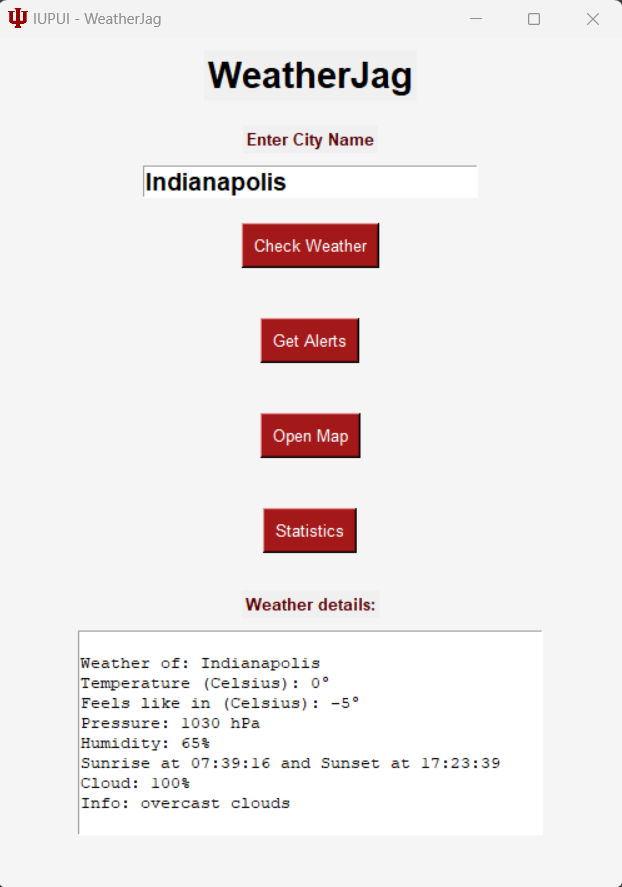 IUPUI - WeatherJag
WeatherJag
Enter City Name
Indianapolis
Check Weather
Get Alerts
Open Map
Statistics
Weather details:
Weather of: Indianapolis
Temperature (Celsius): 0°
Feels like in (Celsius): -5°
Pressure: 1030 hPa
Humidity: 65%
Sunrise at 07:39:16 and Sunset at 17:23:39
Cloud: 100%
Info: overcast clouds